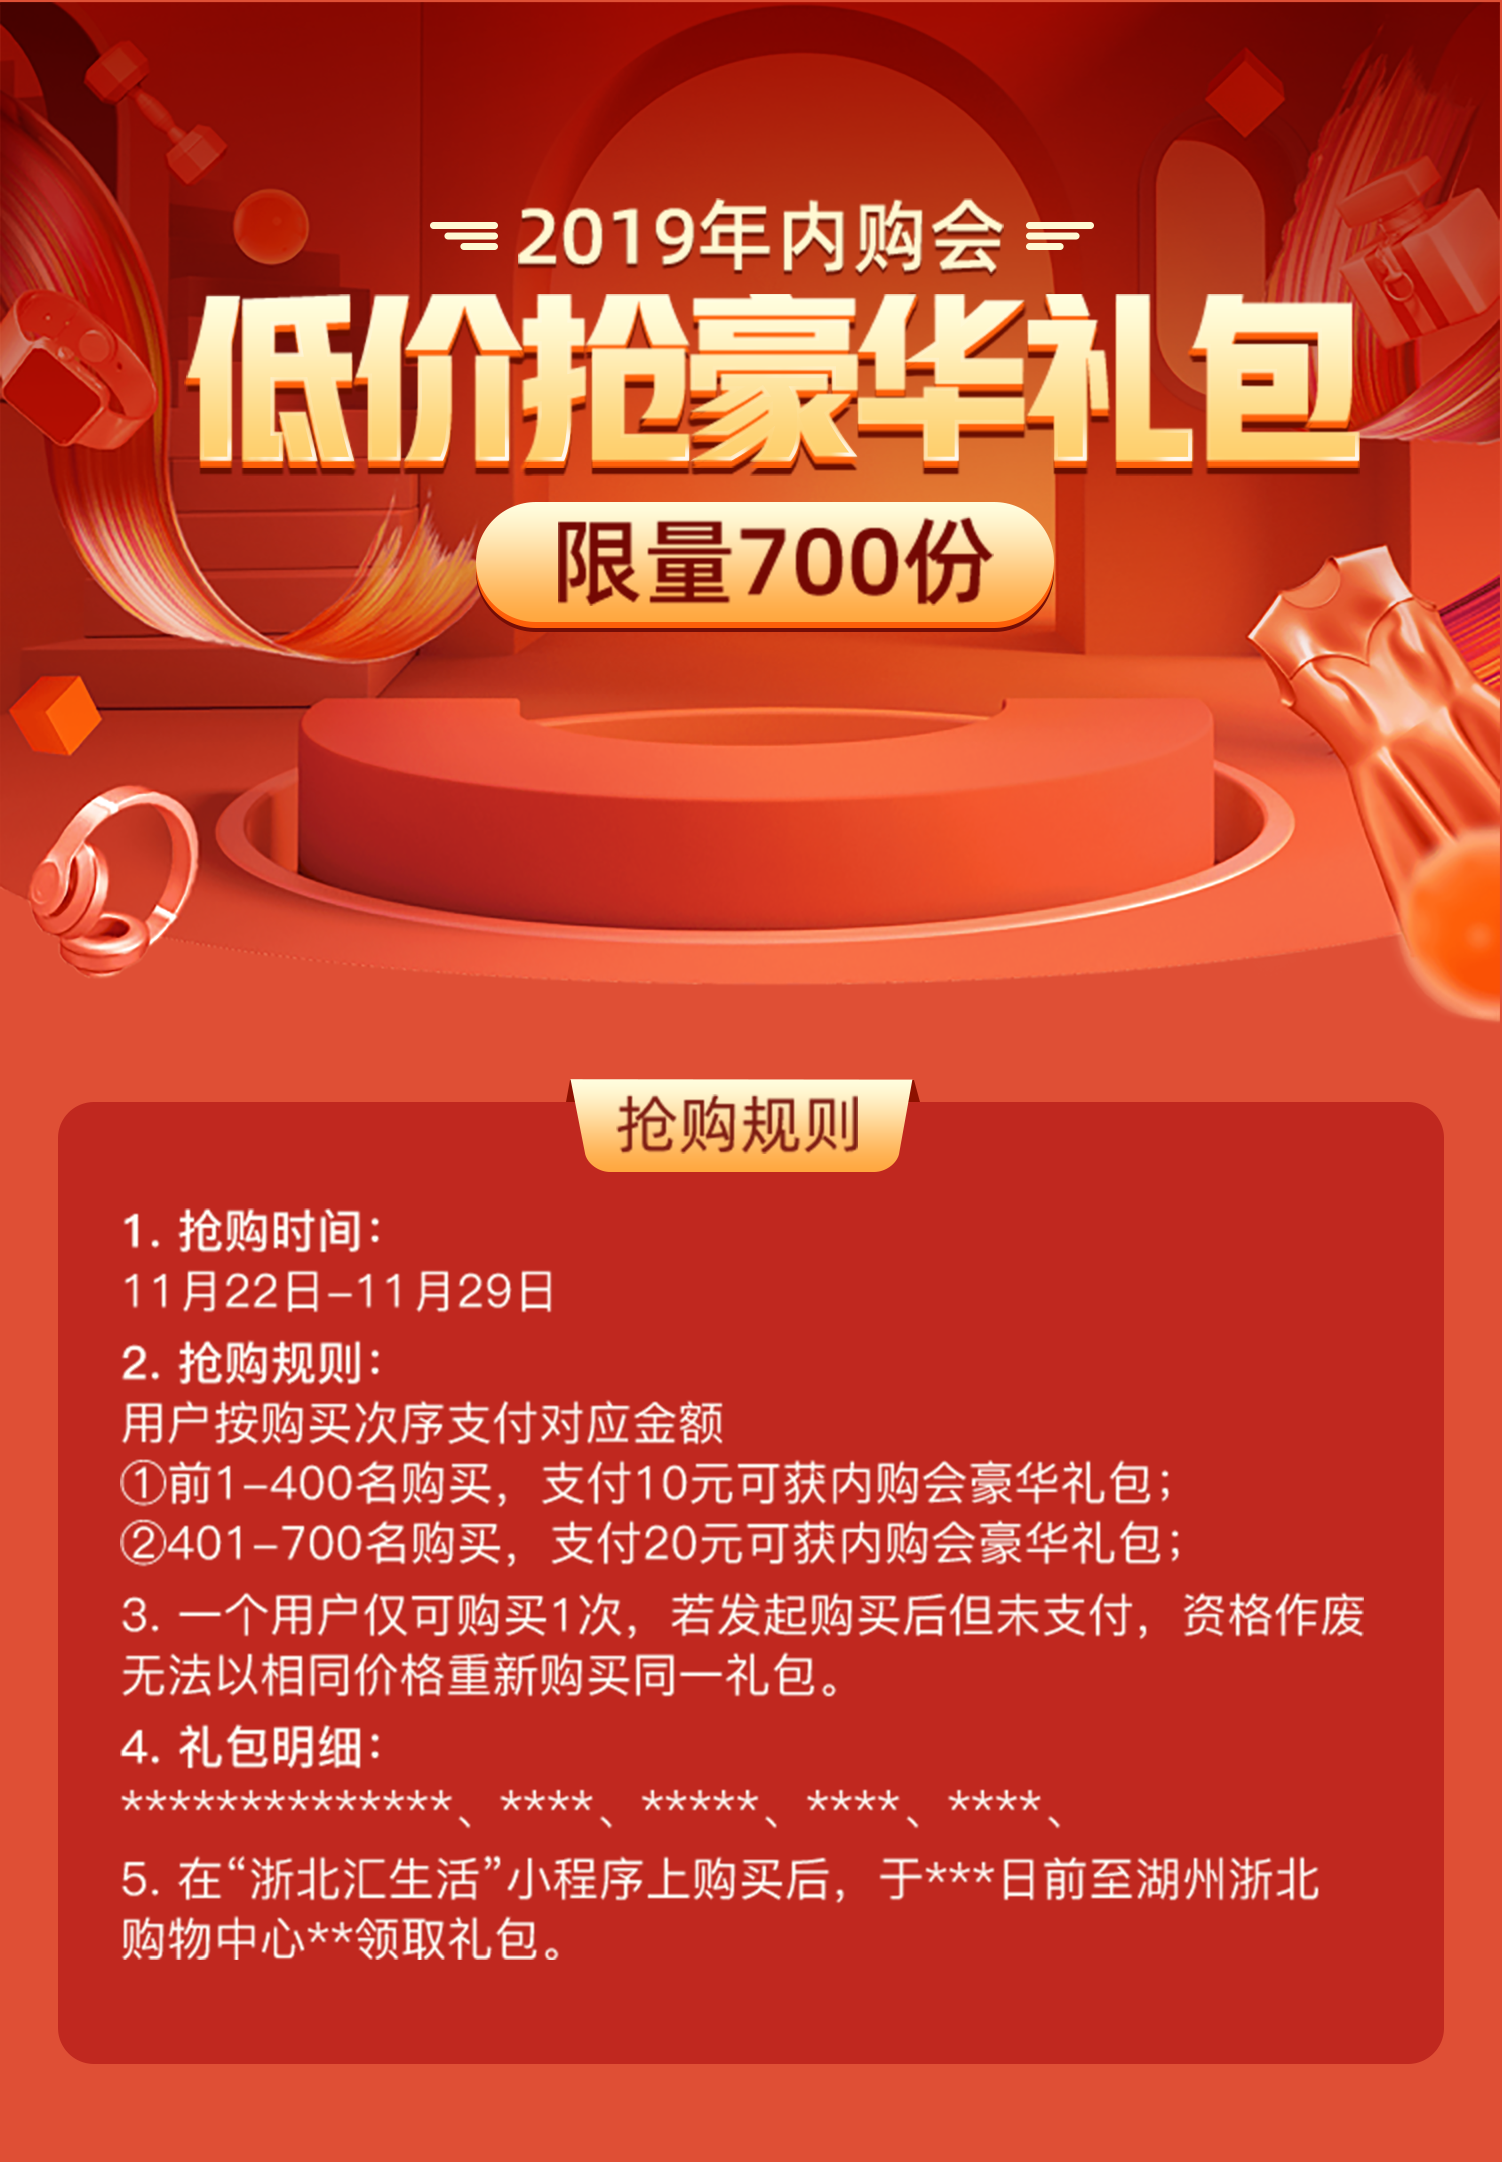 2019年内购会
低价抢豪华礼包
限量700份
抢购规则
1. 抢购时间：
11月22日-11月29日
2. 抢购规则：
用户按购买次序支付对应金额
①前1-400名购买，支付10元可获内购会豪华礼包；
②401-700名购买，支付20元可获内购会豪华礼包；
3. 一个用户仅可购买1次，若发起购买后但未支付，资格作废
无法以相同价格重新购买同一礼包。
4. 礼包明细：
**************、****、*****、****、****、
5. 在“浙北汇生活”小程序上购买后，于***日前至湖州浙北
购物中心**领取礼包。